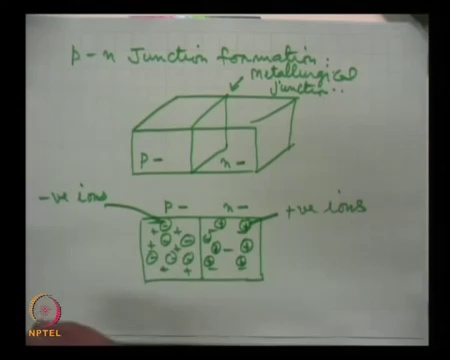 p-n Junction formation:
metallurgical
junction..
p- n-
-ve ions p- n- +ve ions
NPTEL